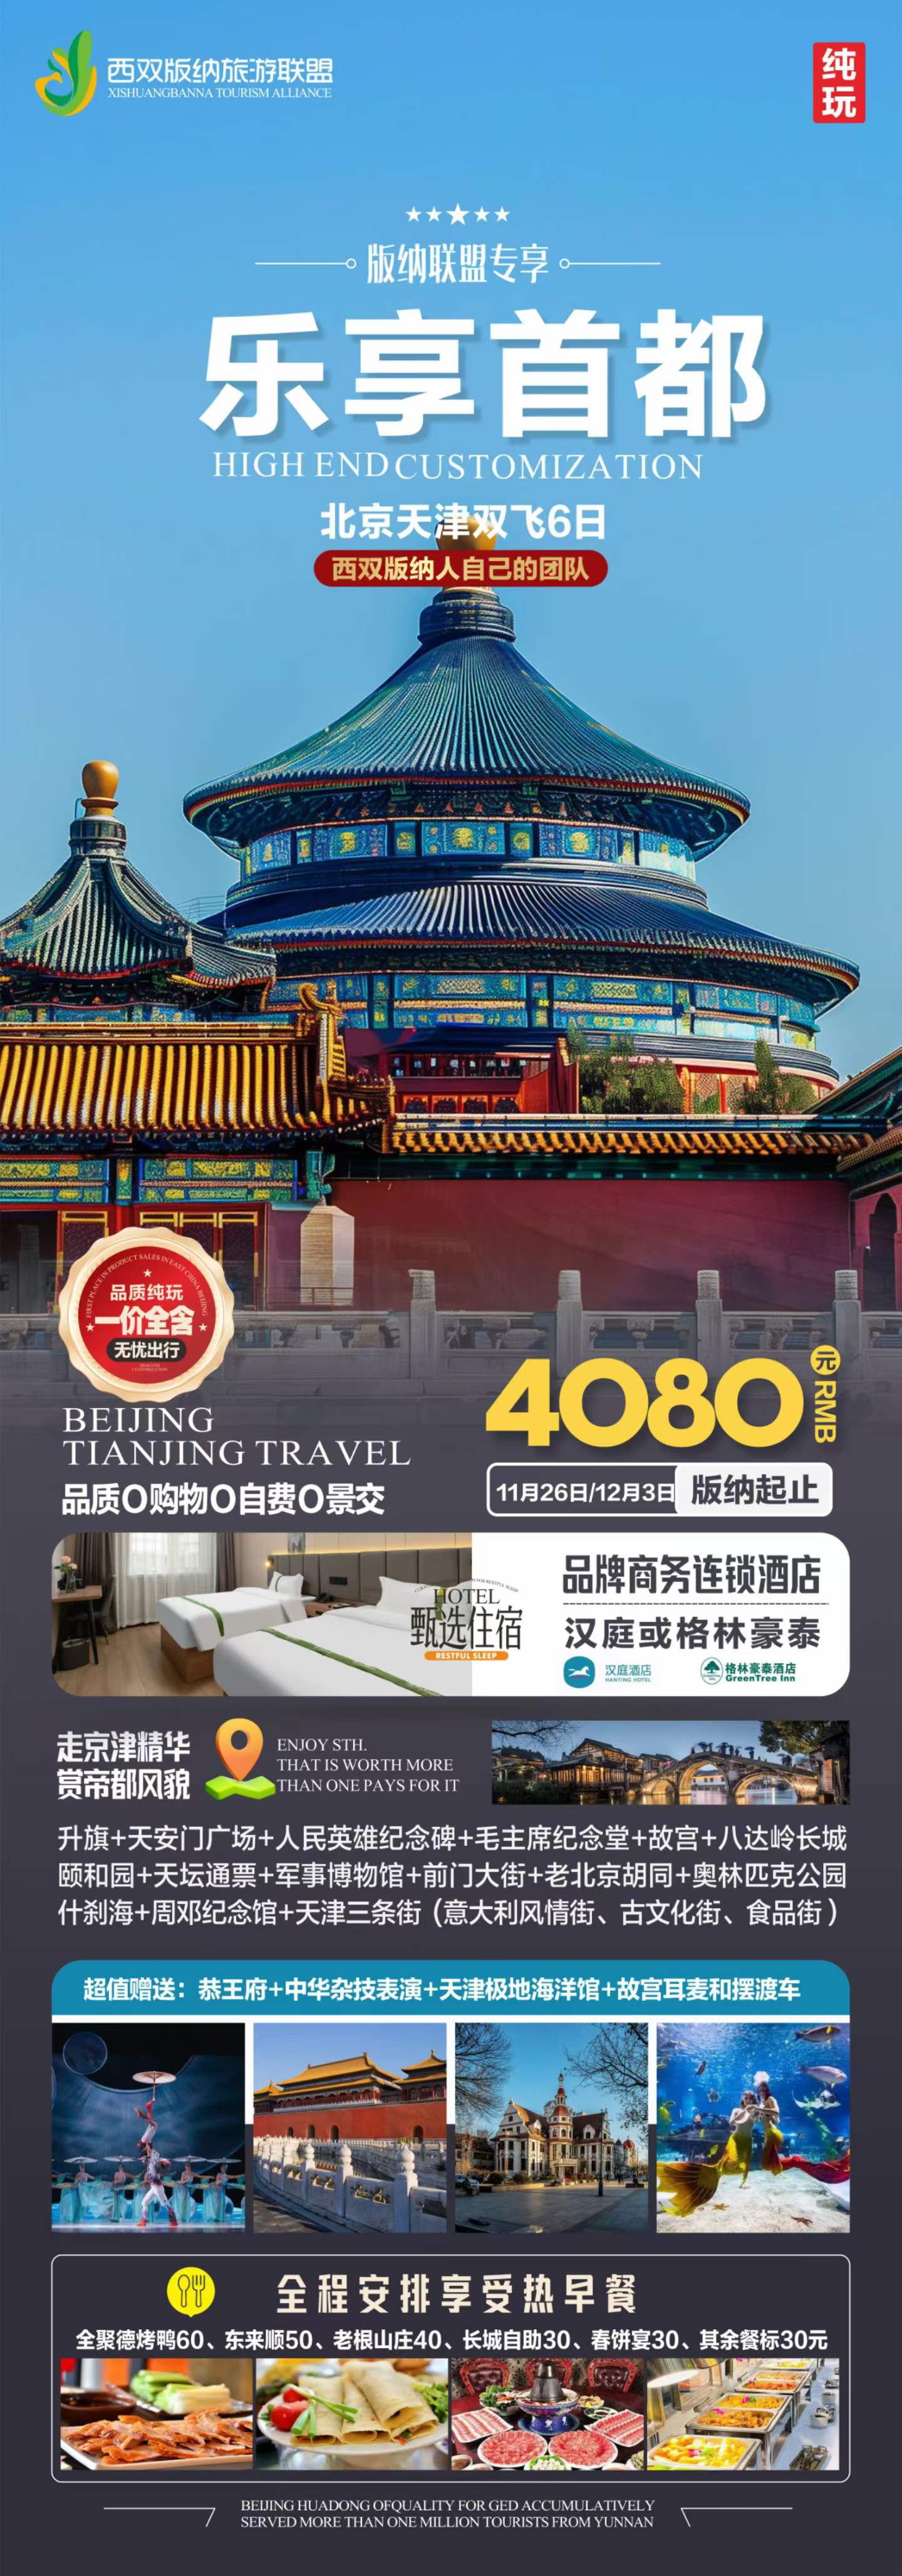 西双版纳旅游联盟
XISHUANGBANNA TOURISM ALLIANCE
纯玩
版纳联盟专享
乐享首都
HIGH END CUSTOMIZATION
北京天津双飞6日
西双版纳人自己的团队
FIRST PLACE IN PRODUCT SALES IN EAST CHINA BEIJING
品质纯玩
一价全含
无忧出行
BEIJING
TIANJING TRAVEL
品质0购物0自费0景交
4080元 RMB
11月26日/12月3日 版纳起止
HOTEL
甄选住宿
RESTFUL SLEEP
品牌商务连锁酒店
汉庭或格林豪泰
汉庭酒店
HANTING HOTEL
格林豪泰酒店
GreenTree Inn
走京津精华
赏帝都风貌
ENJOY STH.
THAT IS WORTH MORE
THAN ONE PAYS FOR IT
升旗+天安门广场+人民英雄纪念碑+毛主席纪念堂+故宫+八达岭长城
颐和园+天坛通票+军事博物馆+前门大街+老北京胡同+奥林匹克公园
什刹海+周邓纪念馆+天津三条街（意大利风情街、古文化街、食品街）
超值赠送：恭王府+中华杂技表演+天津极地海洋馆+故宫耳麦和摆渡车
全程安排享受热早餐
全聚德烤鸭60、东来顺50、老根山庄40、长城自助30、春饼宴30、其余餐标30元
BEIJING HUADONG OFQUALITY FOR GED ACCUMULATIVELY
SERVED MORE THAN ONE MILLION TOURISTS FROM YUNNAN